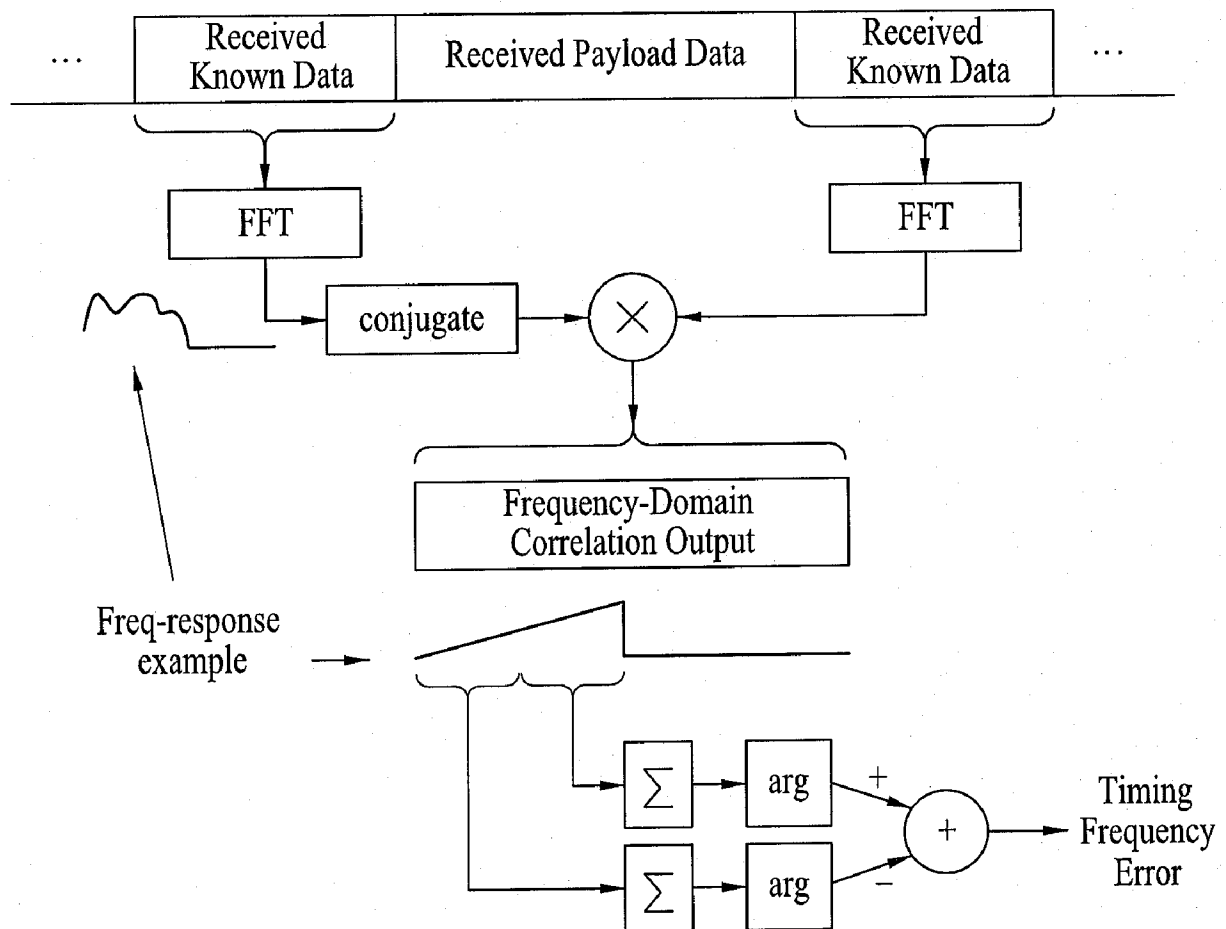 ... Received Known Data Received Payload Data Received Known Data ...
FFT
FFT
conjugate
×
Frequency-Domain
Correlation Output
Freq-response
example
Σ
arg
+
+
Timing
Frequency
Error
Σ
arg
−